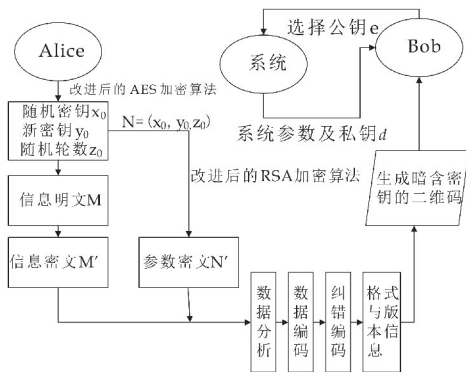 Alice
系统
选择公钥e
Bob
改进后的AES加密算法
随机密钥x₀
新密钥y₀
随机轮数z₀
N=(x₀, y₀,z₀)
系统参数及私钥d
改进后的RSA加密算法
生成暗含密
钥的二维码
信息明文M
信息密文M'
参数密文N'
数据分析
数据编码
纠错编码
格式
与版
本信
息